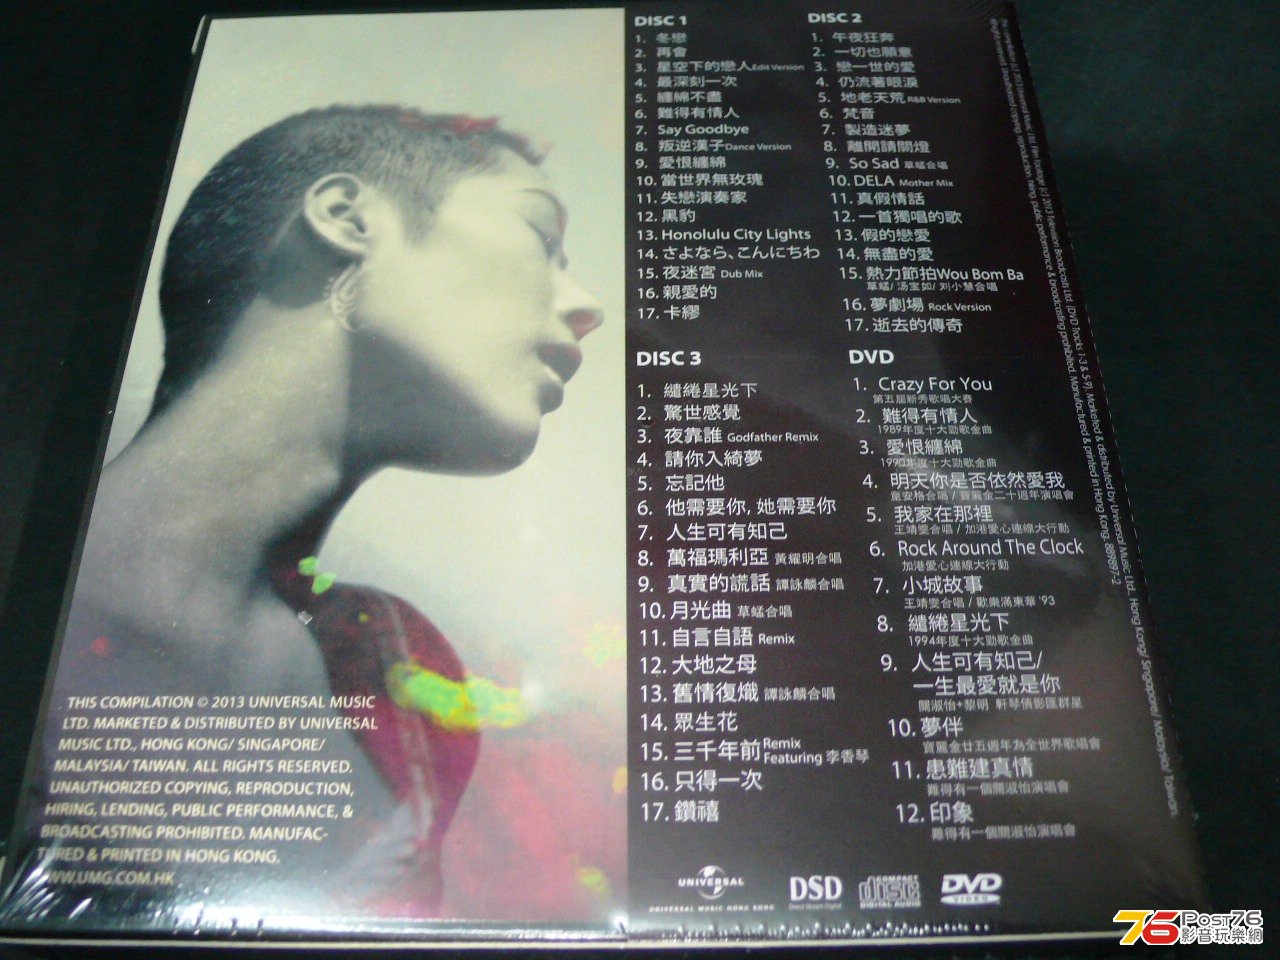 DISC 1
1. 冬戀
2. 再會
3. 星空下的戀人Edit Version
4. 最深刻一次
5. 纏綿不盡
6. 難得有情人
7. Say Goodbye
8. 叛逆漢子Dance Version
9. 愛恨纏綿
10. 當世界無玫瑰
11. 失戀演奏家
12. 黑豹
13. Honolulu City Lights
14. さよなら、こんにちわ
15. 夜迷宮 Dub Mix
16. 親愛的
17. 卡繆
DISC 2
1. 午夜狂奔
2. 一切也願意
3. 戀一世的愛
4. 仍流著眼淚
5. 地老天荒 R&B Version
6. 梵音
7. 製造迷夢
8. 離開請關燈
9. So Sad 草蜢合唱
10. DELA Mother Mix
11. 真假情話
12. 一首獨唱的歌
13. 假的戀愛
14. 無盡的愛
15. 熱力節拍Wou Bom Ba
草蜢/ 汤宝如/ 刘小慧合唱
16. 夢劇場 Rock Version
17. 逝去的傳奇
DISC 3
1. 繾綣星光下
2. 驚世感覺
3. 夜靠誰 Godfather Remix
4. 請你入綺夢
5. 忘記他
6. 他需要你, 她需要你
7. 人生可有知己
8. 萬福瑪利亞 黃耀明合唱
9. 真實的謊話 譚詠麟合唱
10. 月光曲 草蜢合唱
11. 自言自語 Remix
12. 大地之母
13. 舊情復熾 譚詠麟合唱
14. 眾生花
15. 三千年前 Remix Featuring 李香琴
16. 只得一次
17. 鑽禧
DVD
1. Crazy For You
第五屆新秀歌唱大賽
2. 難得有情人
1989年度十大勁歌金曲
3. 愛恨纏綿
1990年度十大勁歌金曲
4. 明天你是否依然愛我
童安格合唱 / 寶麗金二十週年演唱會
5. 我家在那裡
王靖雯合唱 / 加港愛心連線大行動
6. Rock Around The Clock
加港愛心連線大行動
7. 小城故事
王靖雯合唱 / 歡樂滿東華 '93
8. 繾綣星光下
1994年度十大勁歌金曲
9. 人生可有知己/
一生最愛就是你
關淑怡+黎明 軒琴倩影匯群星
10. 夢伴
寶麗金廿五週年為全世界歌唱會
11. 患難建真情
難得有一個關淑怡演唱會
12. 印象
難得有一個關淑怡演唱會
THIS COMPILATION © 2013 UNIVERSAL MUSIC
LTD. MARKETED & DISTRIBUTED BY UNIVERSAL
MUSIC LTD., HONG KONG/ SINGAPORE/
MALAYSIA/ TAIWAN. ALL RIGHTS RESERVED.
UNAUTHORIZED COPYING, REPRODUCTION,
HIRING, LENDING, PUBLIC PERFORMANCE, &
BROADCASTING PROHIBITED. MANUFAC-
TURED & PRINTED IN HONG KONG.
WWW.UMG.COM.HK
UNIVERSAL
UNIVERSAL MUSIC HONG KONG
DSD
Direct Stream Digital
COMPACT
disc
DIGITAL AUDIO
DVD
VIDEO
76 POST76
影音玩樂網